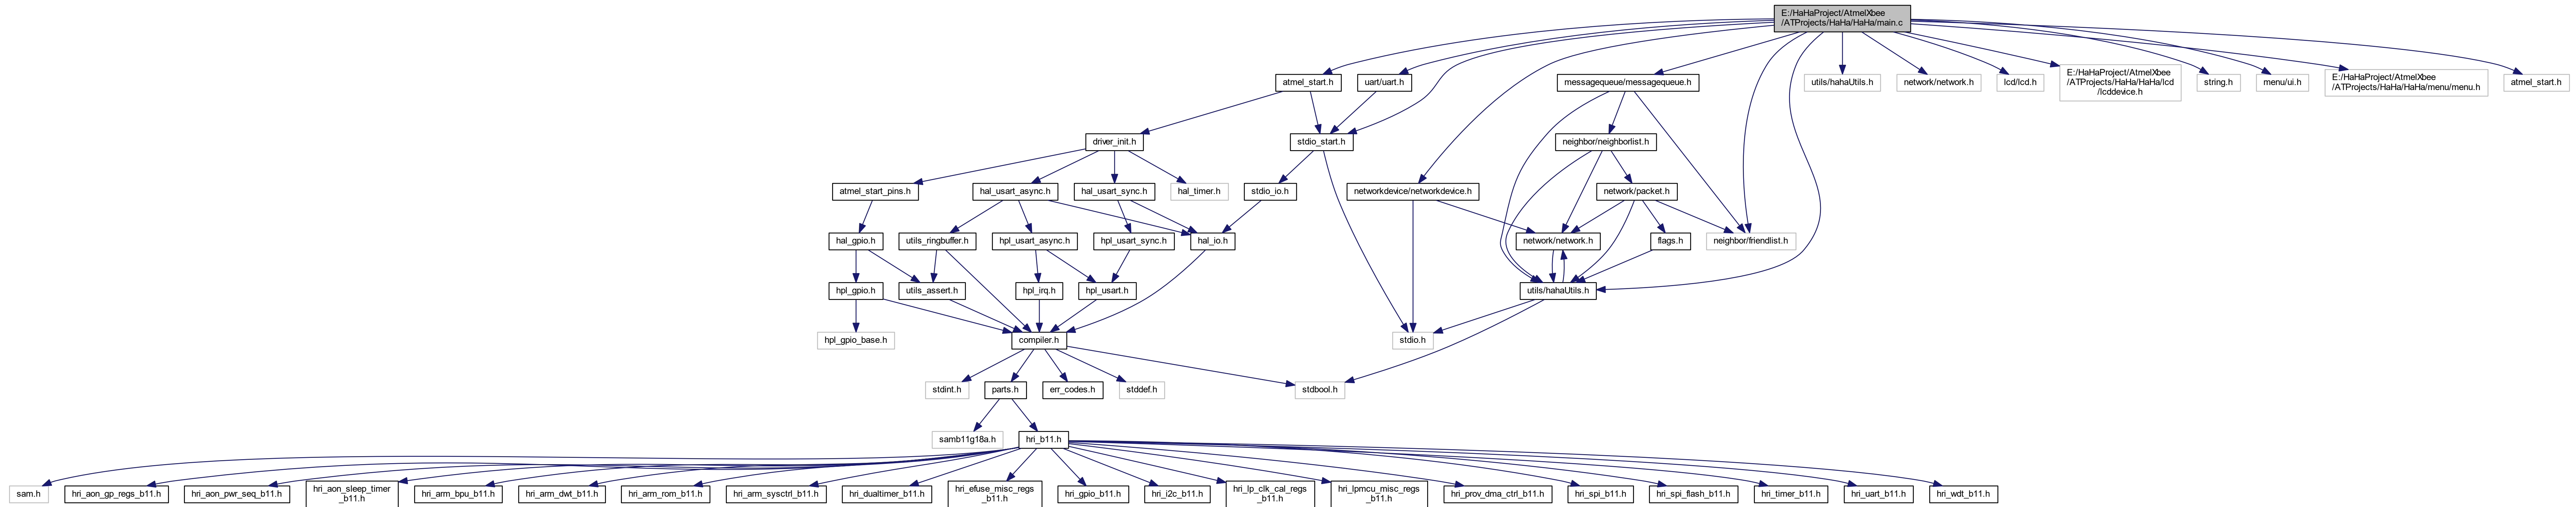 E:/HaHaProject/AtmelXbee
/ATProjects/HaHa/HaHa/main.c
atmel_start.h
uart/uart.h
messagequeue/messagequeue.h
utils/hahaUtils.h
network/network.h
lcd/lcd.h
E:/HaHaProject/AtmelXbee
/ATProjects/HaHa/HaHa/lcd
/lcddevice.h
string.h
menu/ui.h
E:/HaHaProject/AtmelXbee
/ATProjects/HaHa/HaHa/menu/menu.h
atmel_start.h
driver_init.h
stdio_start.h
neighbor/neighborlist.h
atmel_start_pins.h
hal_usart_async.h
hal_usart_sync.h
hal_timer.h
stdio_io.h
networkdevice/networkdevice.h
network/packet.h
hal_gpio.h
utils_ringbuffer.h
hpl_usart_async.h
hpl_usart_sync.h
hal_io.h
network/network.h
flags.h
neighbor/friendlist.h
hpl_gpio.h
utils_assert.h
hpl_irq.h
hpl_usart.h
utils/hahaUtils.h
hpl_gpio_base.h
compiler.h
stdio.h
stdint.h
parts.h
err_codes.h
stddef.h
stdbool.h
samb11g18a.h
hri_b11.h
sam.h
hri_aon_gp_regs_b11.h
hri_aon_pwr_seq_b11.h
hri_aon_sleep_timer
_b11.h
hri_arm_bpu_b11.h
hri_arm_dwt_b11.h
hri_arm_rom_b11.h
hri_arm_sysctrl_b11.h
hri_dualtimer_b11.h
hri_efuse_misc_regs
_b11.h
hri_gpio_b11.h
hri_i2c_b11.h
hri_lp_clk_cal_regs
_b11.h
hri_lpmcu_misc_regs
_b11.h
hri_prov_dma_ctrl_b11.h
hri_spi_b11.h
hri_spi_flash_b11.h
hri_timer_b11.h
hri_uart_b11.h
hri_wdt_b11.h